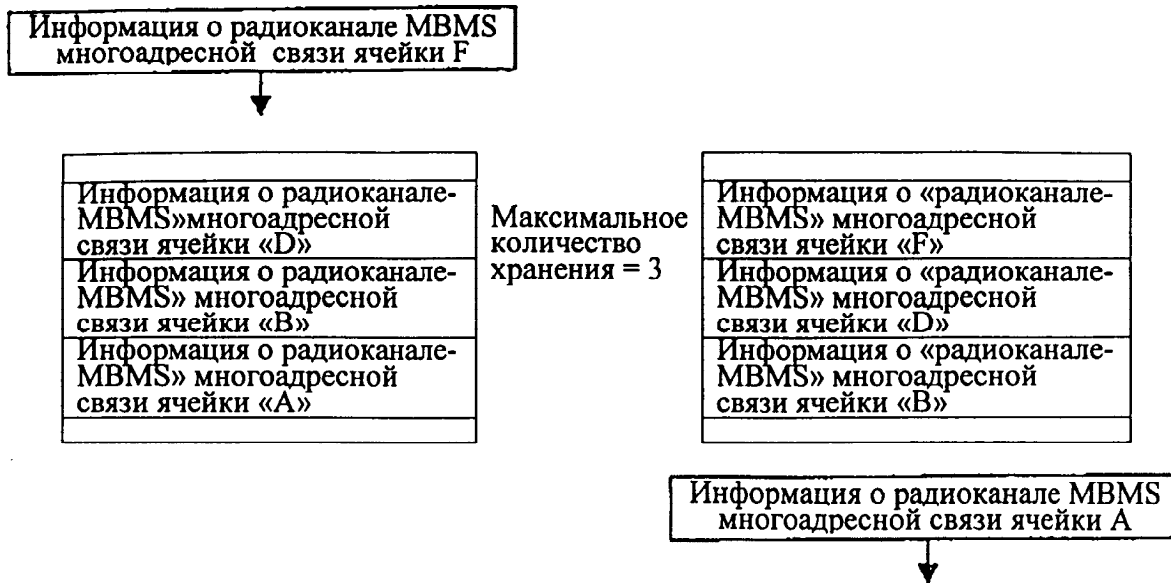 Информация о радиоканале MBMS
многоадресной связи ячейки F
Информация о радиоканале-
MBMS»многоадресной
связи ячейки «D»
Информация о радиоканале-
MBMS» многоадресной
связи ячейки «B»
Информация о радиоканале-
MBMS» многоадресной
связи ячейки «A»
Максимальное
количество
хранения = 3
Информация о «радиоканале-
MBMS» многоадресной
связи ячейки «F»
Информация о «радиоканале-
MBMS» многоадресной
связи ячейки «D»
Информация о «радиоканале-
MBMS» многоадресной
связи ячейки «B»
Информация о радиоканале MBMS
многоадресной связи ячейки A